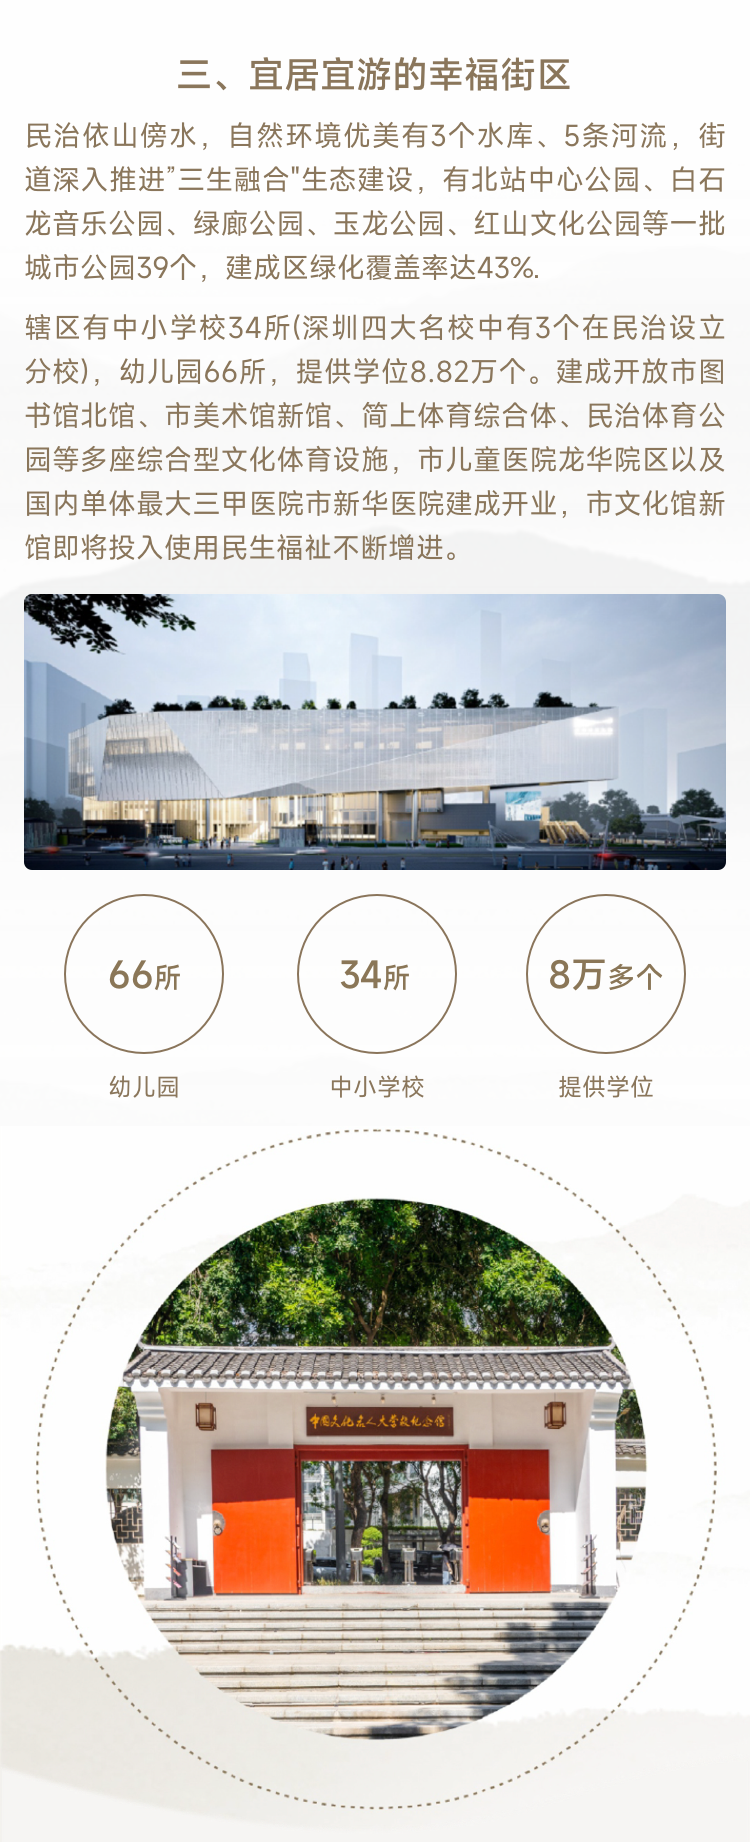 三、宜居宜游的幸福街区
民治依山傍水，自然环境优美有3个水库、5条河流，街
道深入推进”三生融合"生态建设，有北站中心公园、白石
龙音乐公园、绿廊公园、玉龙公园、红山文化公园等一批
城市公园39个，建成区绿化覆盖率达43%.
辖区有中小学校34所(深圳四大名校中有3个在民治设立
分校)，幼儿园66所，提供学位8.82万个。建成开放市图
书馆北馆、市美术馆新馆、简上体育综合体、民治体育公
园等多座综合型文化体育设施，市儿童医院龙华院区以及
国内单体最大三甲医院市新华医院建成开业，市文化馆新
馆即将投入使用民生福祉不断增进。
66所
34所
8万多个
幼儿园
中小学校
提供学位
中国文化名人大营救纪念馆